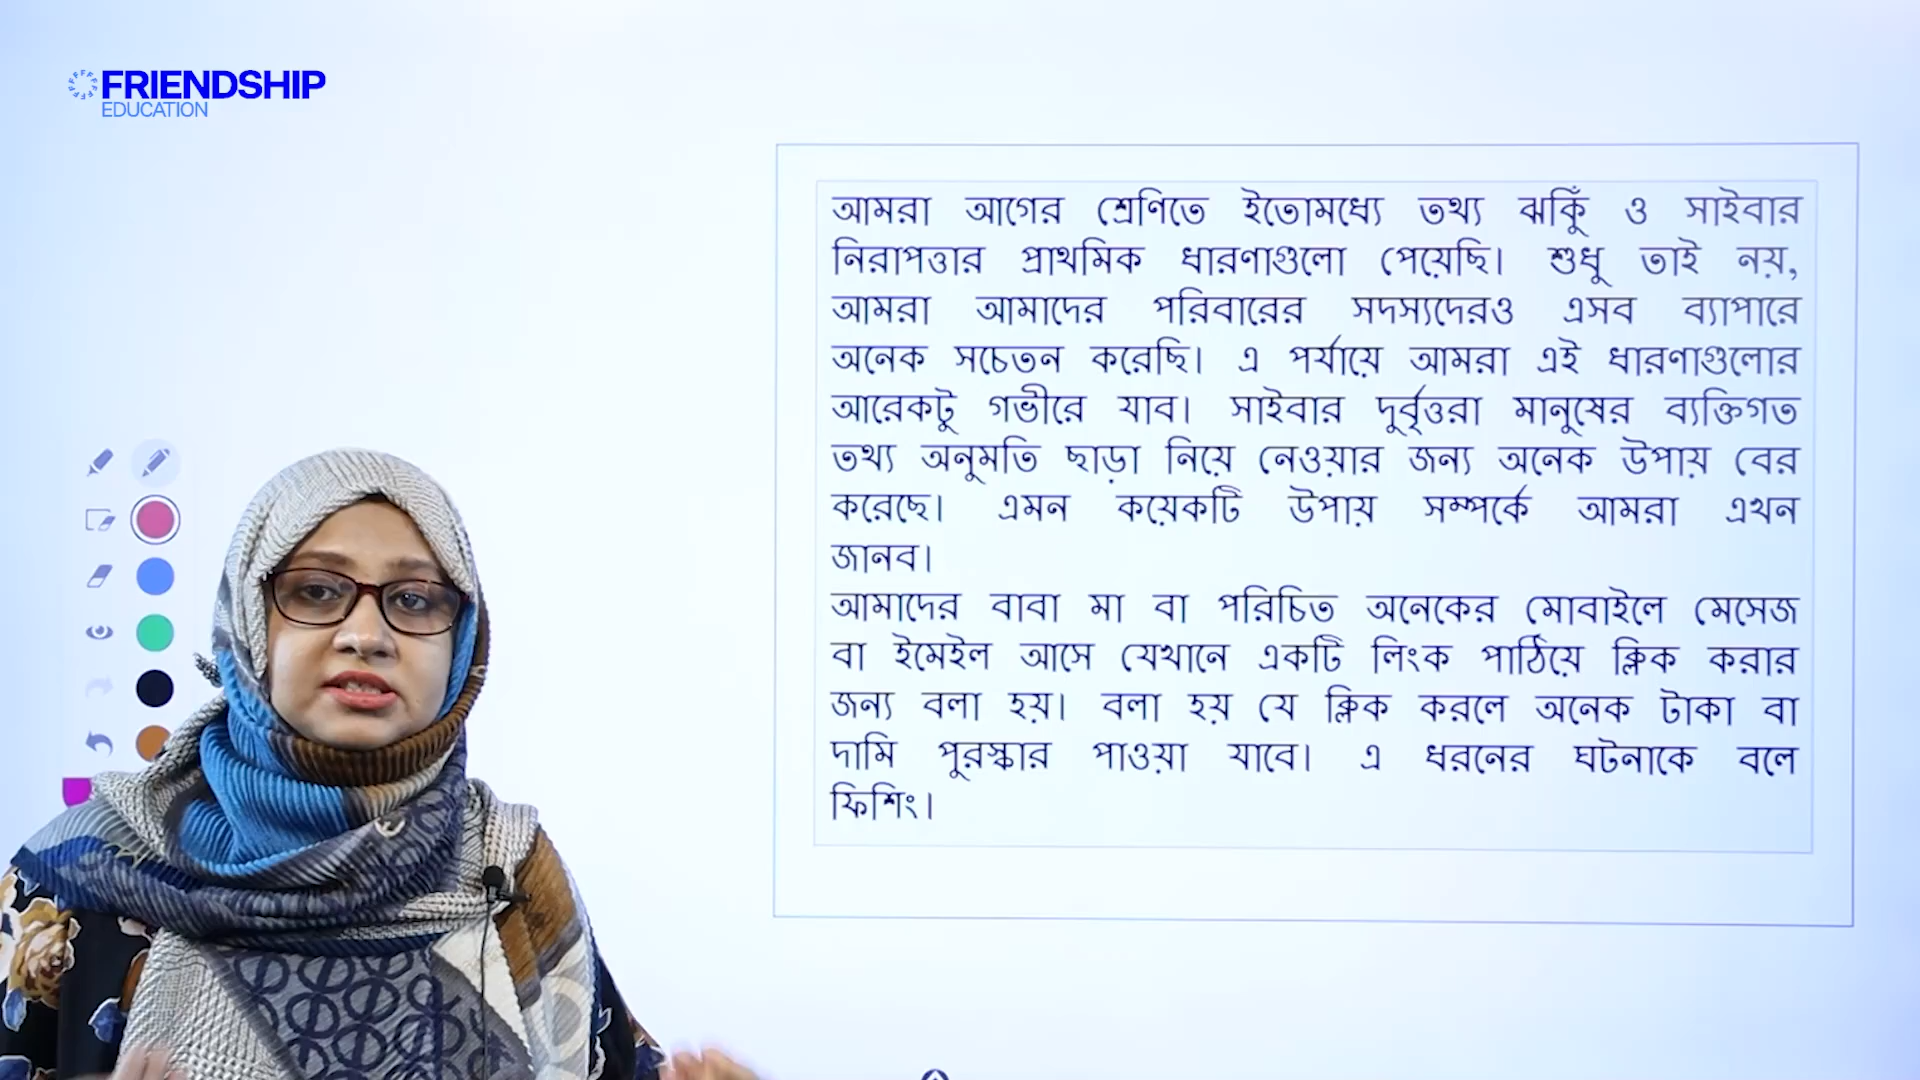 FRIENDSHIP
EDUCATION
আমরা আগের শ্রেণিতে ইতোমধ্যে তথ্য ঝুঁকি ও সাইবার
নিরাপত্তার প্রাথমিক ধারণাগুলো পেয়েছি। শুধু তাই নয়,
আমরা আমাদের পরিবারের সদস্যদেরও এসব ব্যাপারে
অনেক সচেতন করেছি। এ পর্যায়ে আমরা এই ধারণাগুলোর
আরেকটু গভীরে যাব। সাইবার দুর্বৃত্তরা মানুষের ব্যক্তিগত
তথ্য অনুমতি ছাড়া নিয়ে নেওয়ার জন্য অনেক উপায় বের
করেছে। এমন কয়েকটি উপায় সম্পর্কে আমরা এখন
জানব।
আমাদের বাবা মা বা পরিচিত অনেকের মোবাইলে মেসেজ
বা ইমেইল আসে যেখানে একটি লিংক পাঠিয়ে ক্লিক করার
জন্য বলা হয়। বলা হয় যে ক্লিক করলে অনেক টাকা বা
দামি পুরস্কার পাওয়া যাবে। এ ধরনের ঘটনাকে বলে
ফিশিং।